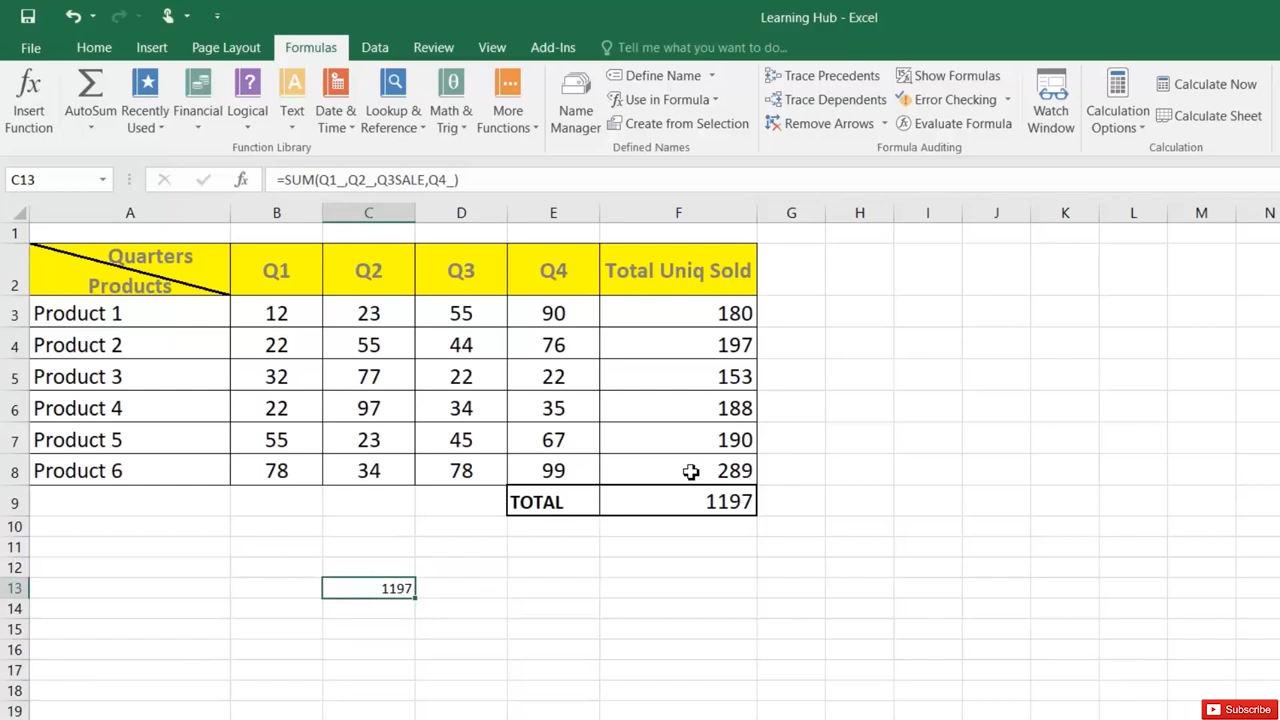 Learning Hub - Excel
File Home Insert Page Layout Formulas Data Review View Add-Ins Tell me what you want to do...
fx Insert Function
AutoSum
Recently Used
Financial
Logical
Text
Date & Time
Lookup & Reference
Math & Trig
More Functions
Function Library
Name Manager
Define Name
Use in Formula
Create from Selection
Defined Names
Trace Precedents
Trace Dependents
Remove Arrows
Show Formulas
Error Checking
Evaluate Formula
Formula Auditing
Watch Window
Calculation Options
Calculate Now
Calculate Sheet
Calculation
C13 fx =SUM(Q1_,Q2_,Q3SALE,Q4_)
A B C D E F G H I J K L M N
1
2 Quarters Products Q1 Q2 Q3 Q4 Total Uniq Sold
3 Product 1 12 23 55 90 180
4 Product 2 22 55 44 76 197
5 Product 3 32 77 22 22 153
6 Product 4 22 97 34 35 188
7 Product 5 55 23 45 67 190
8 Product 6 78 34 78 99 289
9 TOTAL 1197
10
11
12
13 1197
14
15
16
17
18
19
Subscribe